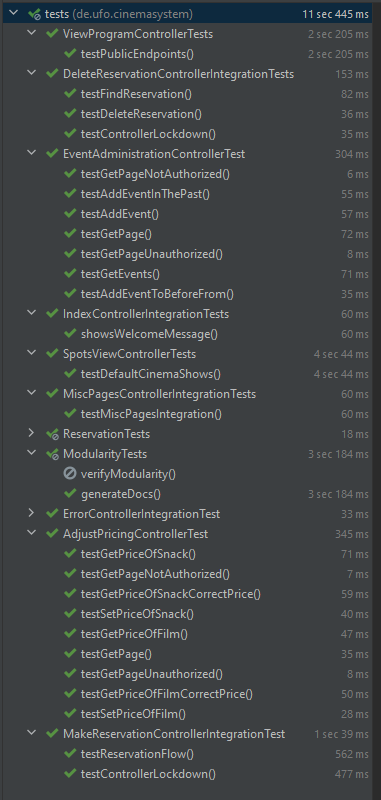 tests (de.ufo.cinemasystem) 11 sec 445 ms
ViewProgramControllerTests 2 sec 205 ms
testPublicEndpoints() 2 sec 205 ms
DeleteReservationControllerIntegrationTests 153 ms
testFindReservation() 82 ms
testDeleteReservation() 36 ms
testControllerLockdown() 35 ms
EventAdministrationControllerTest 304 ms
testGetPageNotAuthorized() 6 ms
testAddEventInThePast() 55 ms
testAddEvent() 57 ms
testGetPage() 72 ms
testGetPageUnauthorized() 8 ms
testGetEvents() 71 ms
testAddEventToBeforeFrom() 35 ms
IndexControllerIntegrationTests 60 ms
showsWelcomeMessage() 60 ms
SpotsViewControllerTests 4 sec 44 ms
testDefaultCinemaShows() 4 sec 44 ms
MiscPagesControllerIntegrationTests 60 ms
testMiscPagesIntegration() 60 ms
ReservationTests 18 ms
ModularityTests 3 sec 184 ms
verifyModularity()
generateDocs() 3 sec 184 ms
ErrorControllerIntegrationTest 33 ms
AdjustPricingControllerTest 345 ms
testGetPriceOfSnack() 71 ms
testGetPageNotAuthorized() 7 ms
testGetPriceOfSnackCorrectPrice() 59 ms
testSetPriceOfSnack() 40 ms
testGetPriceOfFilm() 47 ms
testGetPage() 35 ms
testGetPageUnauthorized() 8 ms
testGetPriceOfFilmCorrectPrice() 50 ms
testSetPriceOfFilm() 28 ms
MakeReservationControllerIntegrationTest 1 sec 39 ms
testReservationFlow() 562 ms
testControllerLockdown() 477 ms